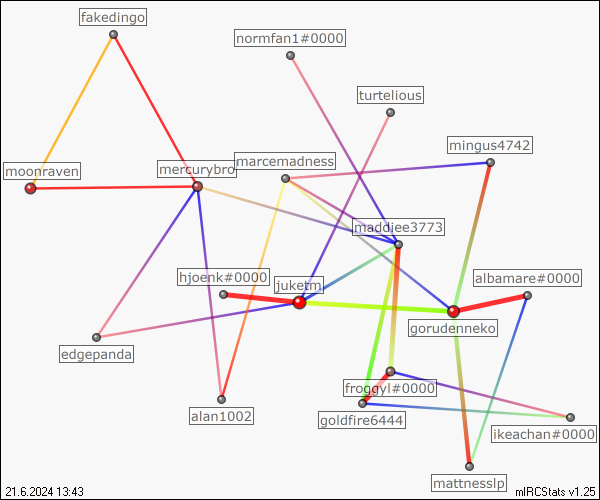 fakedingo
normfan1#0000
turtelious
mingus4742
marcemadness
moonraven
mercurybro
maddiee3773
hjoenk#0000
juketm
albamare#0000
gorudenneko
edgepanda
froggyl#0000
alan1002
goldfire6444
ikeachan#0000
mattnesslp
21.6.2024 13:43
mIRCStats v1.25